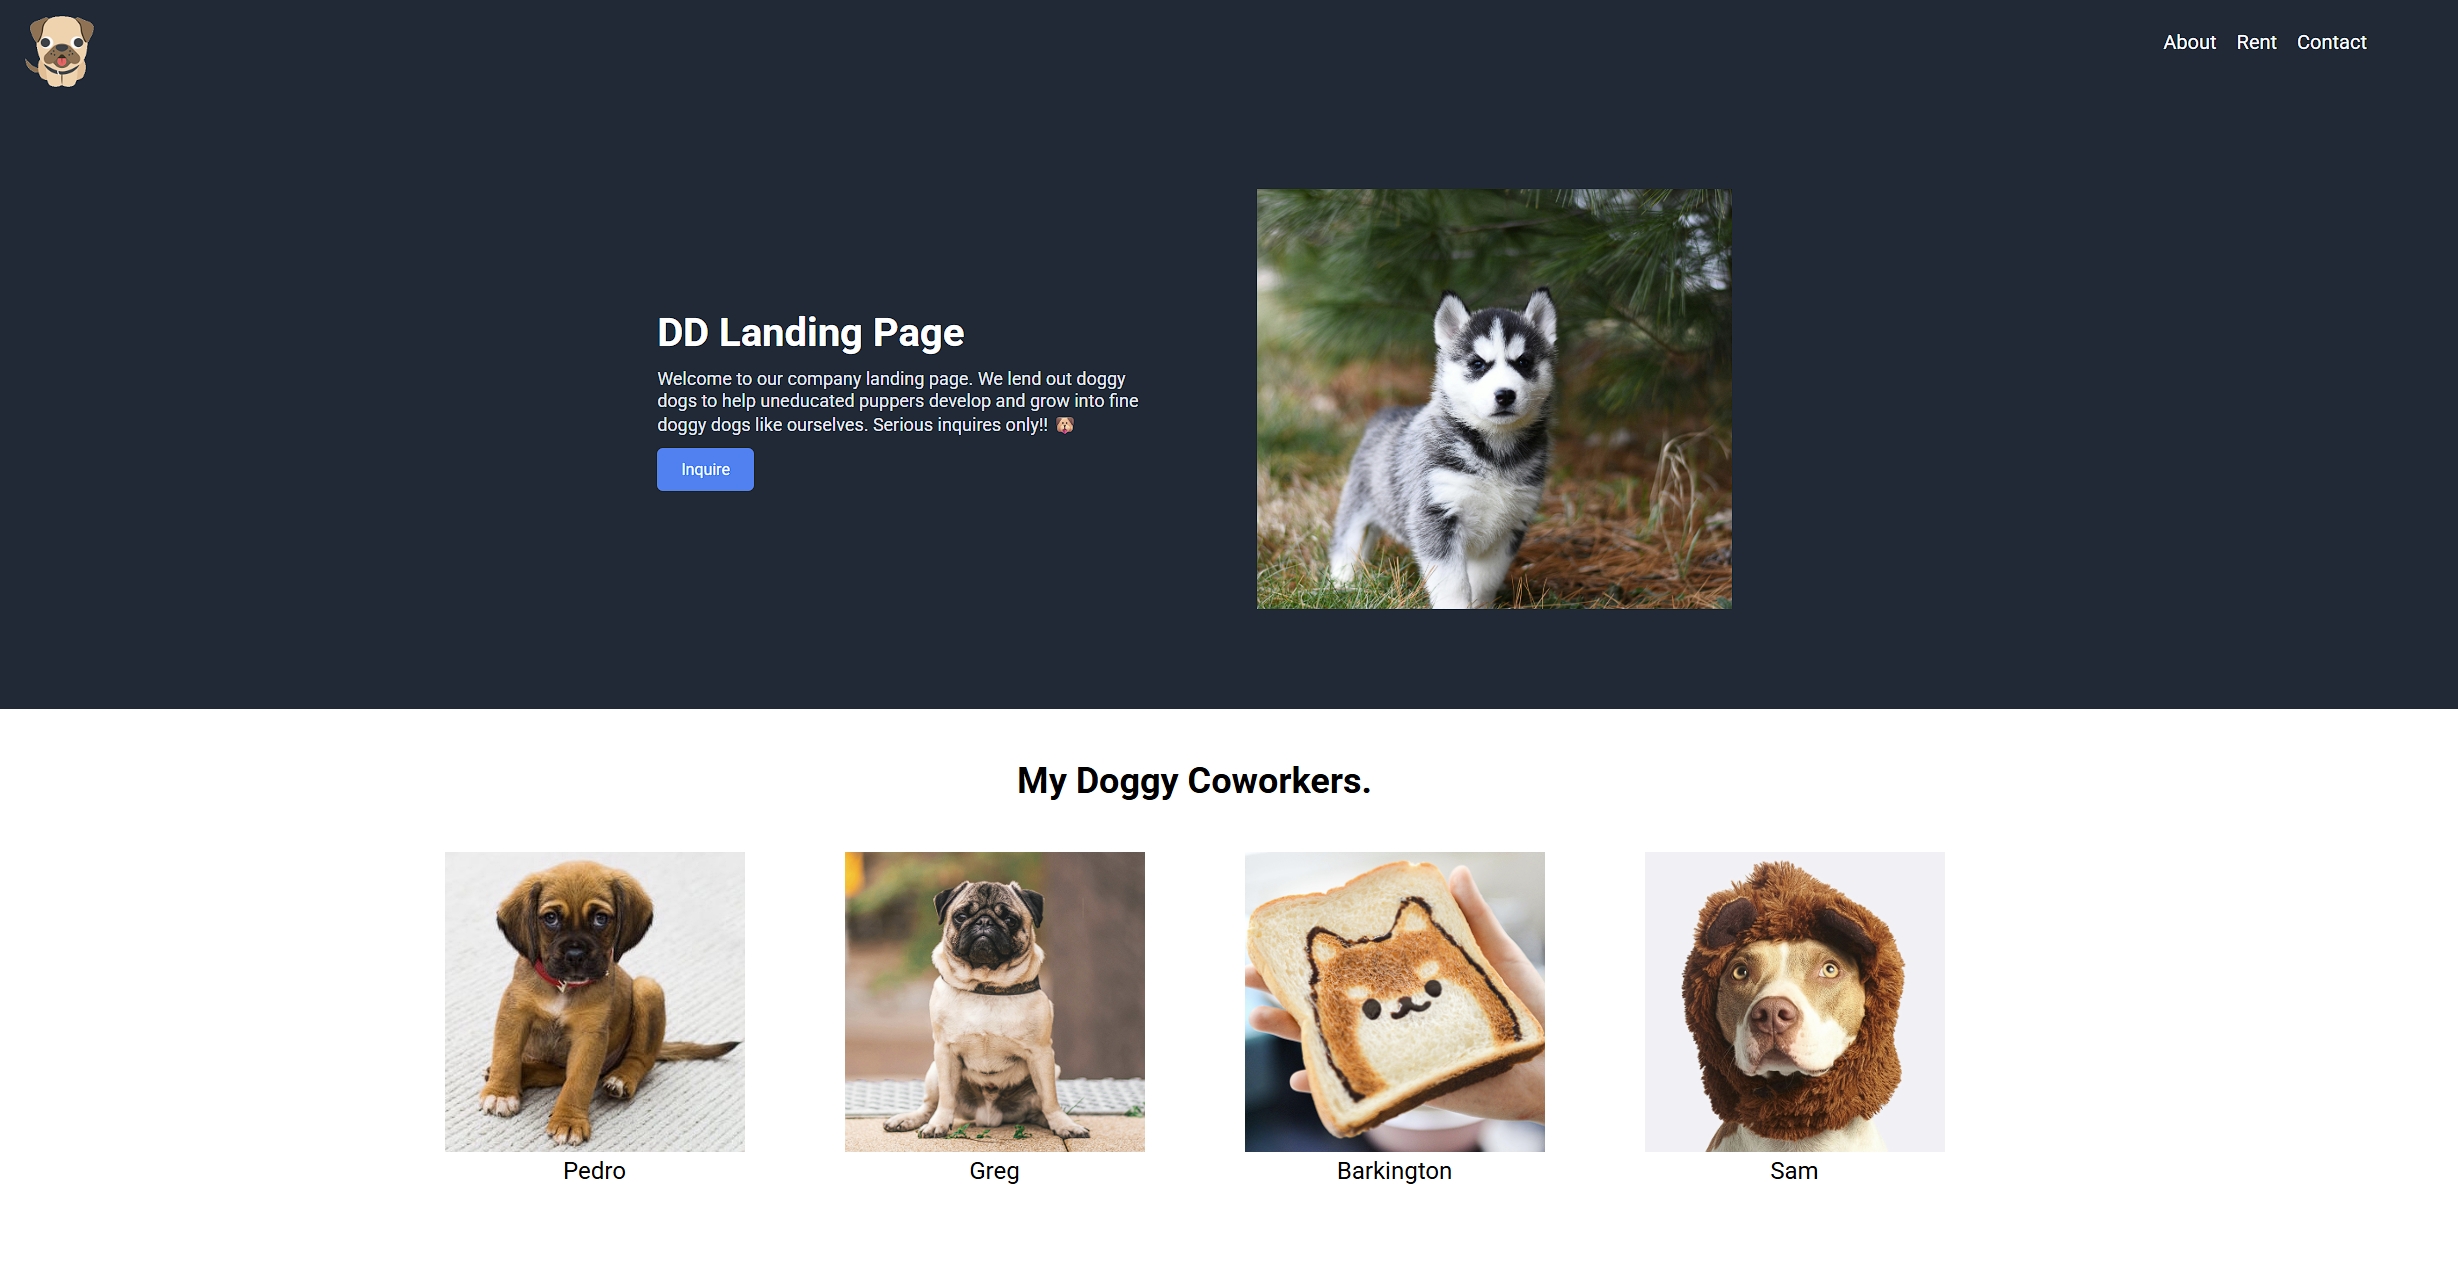 About Rent Contact
DD Landing Page
Welcome to our company landing page. We lend out doggy
dogs to help uneducated puppers develop and grow into fine
doggy dogs like ourselves. Serious inquires only!! 🐶
Inquire
My Doggy Coworkers.
Pedro Greg Barkington Sam